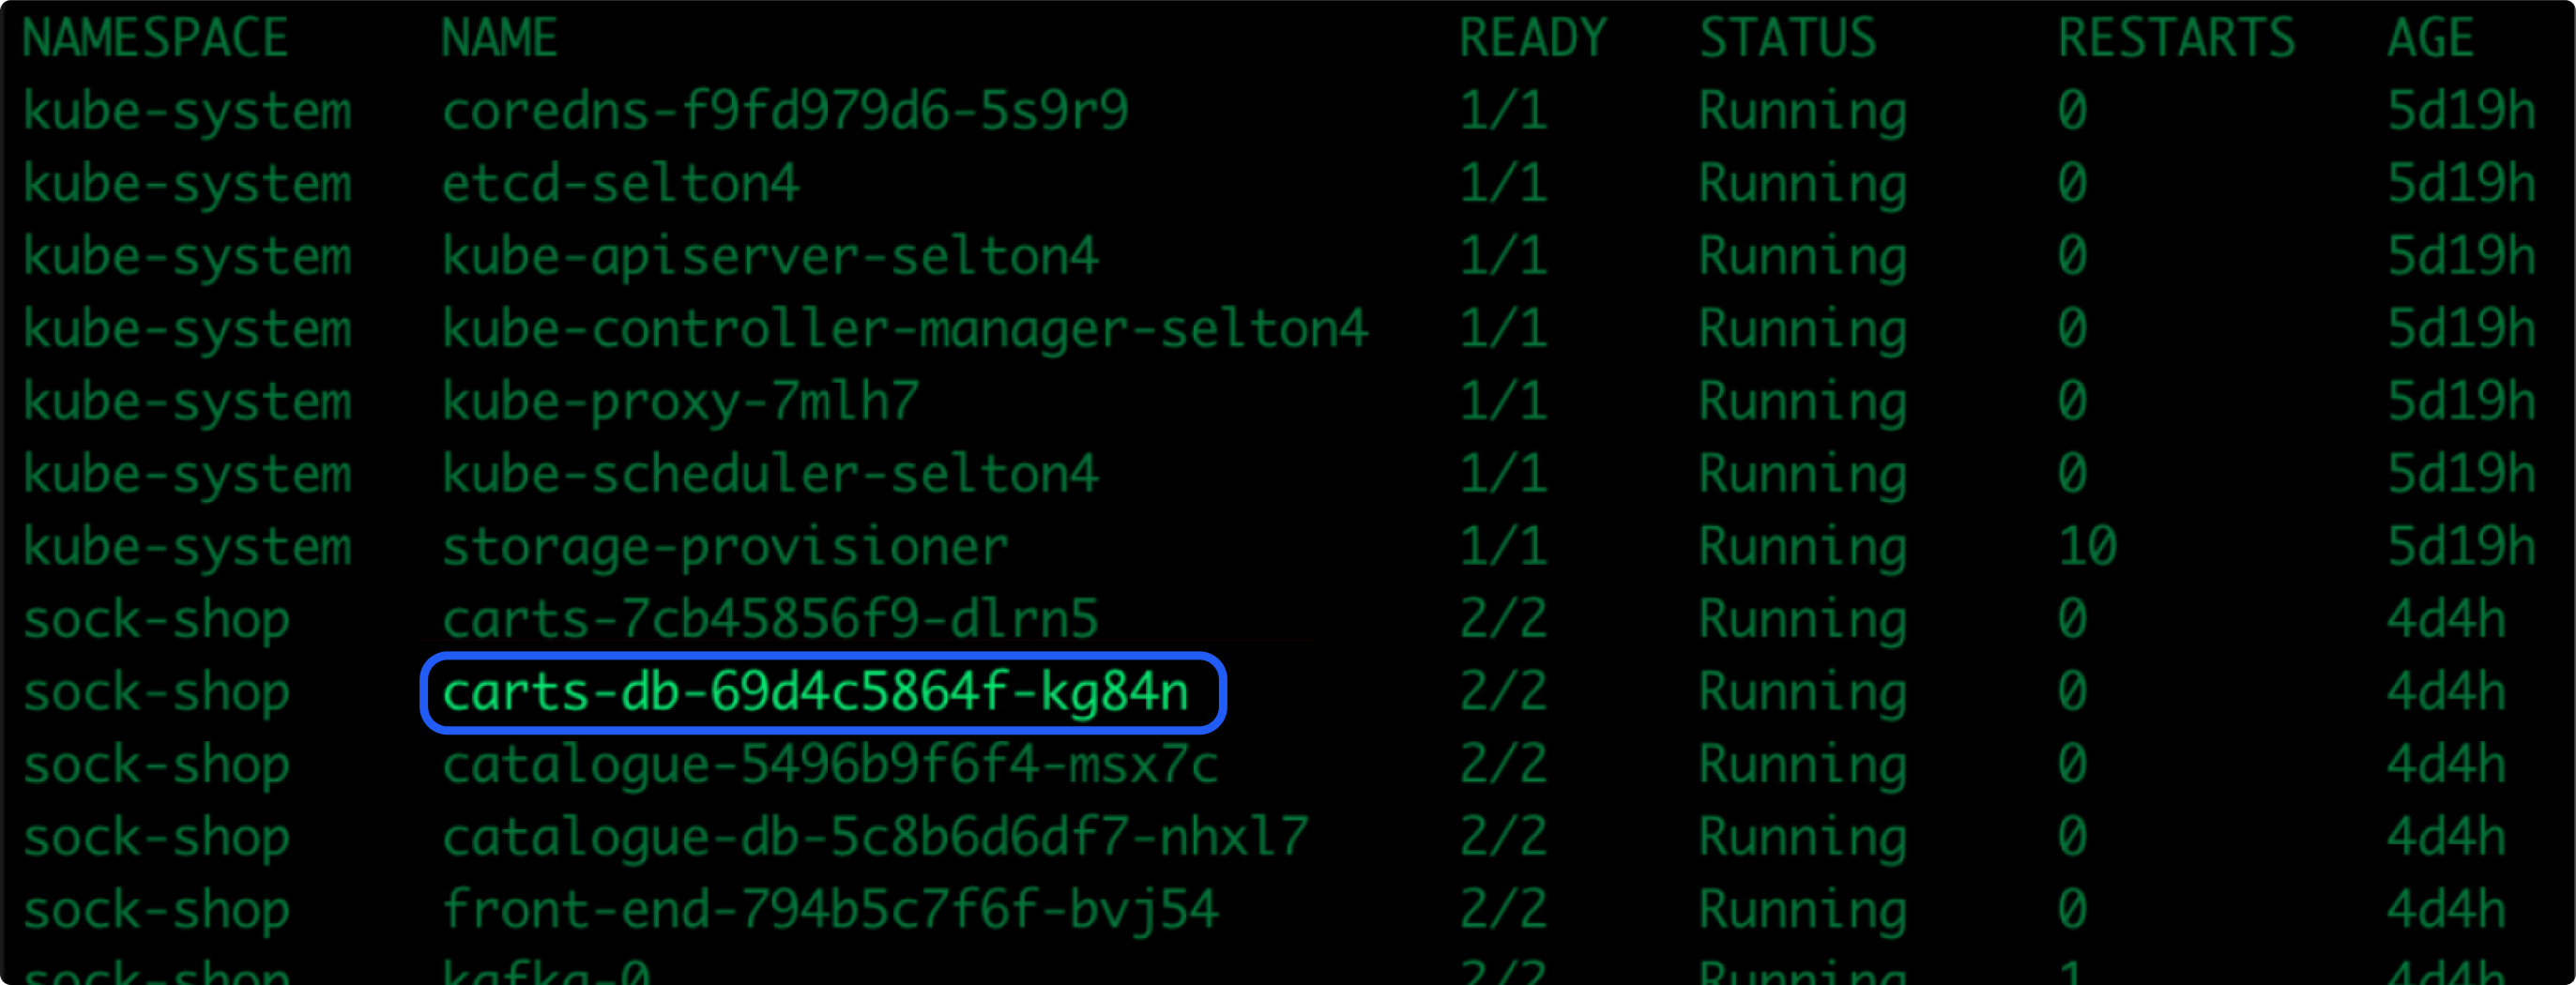 NAMESPACE NAME READY STATUS RESTARTS AGE
kube-system coredns-f9fd979d6-5s9r9 1/1 Running 0 5d19h
kube-system etcd-selton4 1/1 Running 0 5d19h
kube-system kube-apiserver-selton4 1/1 Running 0 5d19h
kube-system kube-controller-manager-selton4 1/1 Running 0 5d19h
kube-system kube-proxy-7mlh7 1/1 Running 0 5d19h
kube-system kube-scheduler-selton4 1/1 Running 0 5d19h
kube-system storage-provisioner 1/1 Running 10 5d19h
sock-shop carts-7cb45856f9-dlrn5 2/2 Running 0 4d4h
sock-shop carts-db-69d4c5864f-kg84n 2/2 Running 0 4d4h
sock-shop catalogue-5496b9f6f4-msx7c 2/2 Running 0 4d4h
sock-shop catalogue-db-5c8b6d6df7-nhxl7 2/2 Running 0 4d4h
sock-shop front-end-794b5c7f6f-bvj54 2/2 Running 0 4d4h
sock-shop kafka-0 2/2 Running 1 4d4h